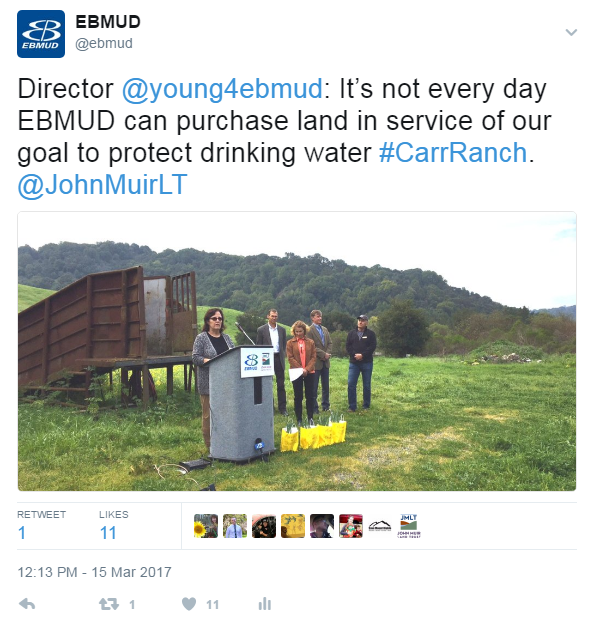 EBMUD
EBMUD
@ebmud
Director @young4ebmud: It’s not every day
EBMUD can purchase land in service of our
goal to protect drinking water #CarrRanch.
@JohnMuirLT
EBMUD
RETWEET
LIKES
1
11
JMLT
JOHN MUIR
LAND TRUST
12:13 PM - 15 Mar 2017
1
11